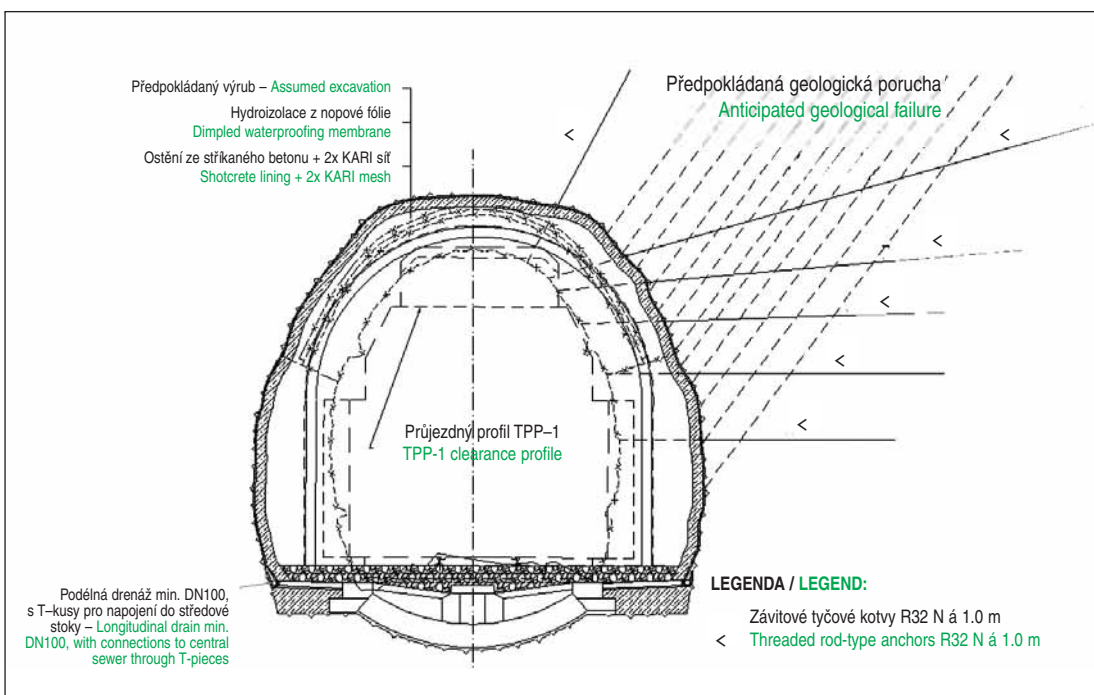 Předpokládaný výrub – Assumed excavation
Hydroizolace z nopové fólie
Dimpled waterproofing membrane
Ostění ze stříkaného betonu + 2x KARI síť
Shotcrete lining + 2x KARI mesh
Předpokládaná geologická porucha
Anticipated geological failure
<
<
<
<
<
<
Průjezdný profil TPP–1
TPP-1 clearance profile
Podélná drenáž min. DN100,
s T–kusy pro napojení do středové
stoky – Longitudinal drain min.
DN100, with connections to central
sewer through T-pieces
LEGENDA / LEGEND:
Závitové tyčové kotvy R32 N á 1.0 m
< Threaded rod-type anchors R32 N á 1.0 m